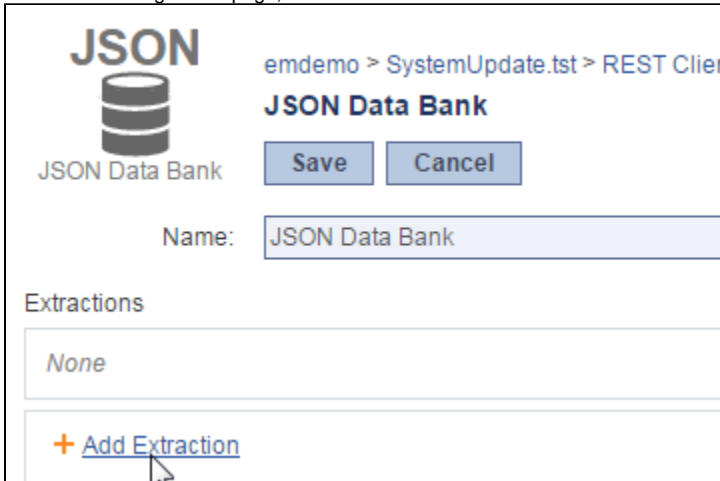 JSON
JSON Data Bank
emdemo > SystemUpdate.tst > REST Clier
JSON Data Bank
Save Cancel
Name: JSON Data Bank
Extractions
None
+ Add Extraction